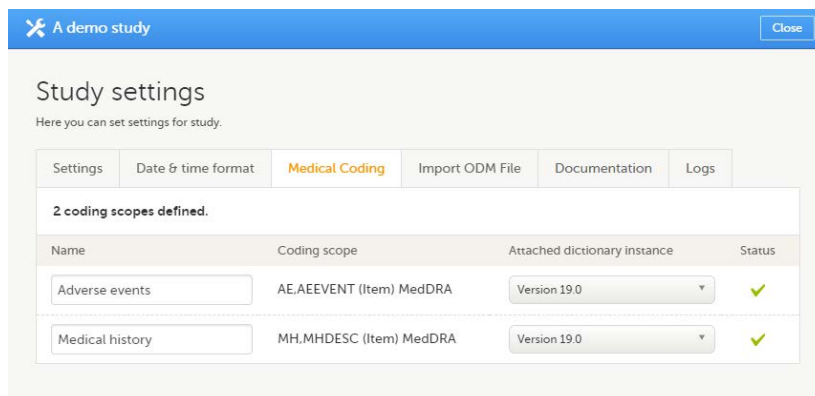 A demo study Close
Study settings
Here you can set settings for study.
Settings Date & time format Medical Coding Import ODM File Documentation Logs
2 coding scopes defined.
Name Coding scope Attached dictionary instance Status
Adverse events AE,AEEVENT (Item) MedDRA Version 19.0
Medical history MH,MHDESC (Item) MedDRA Version 19.0